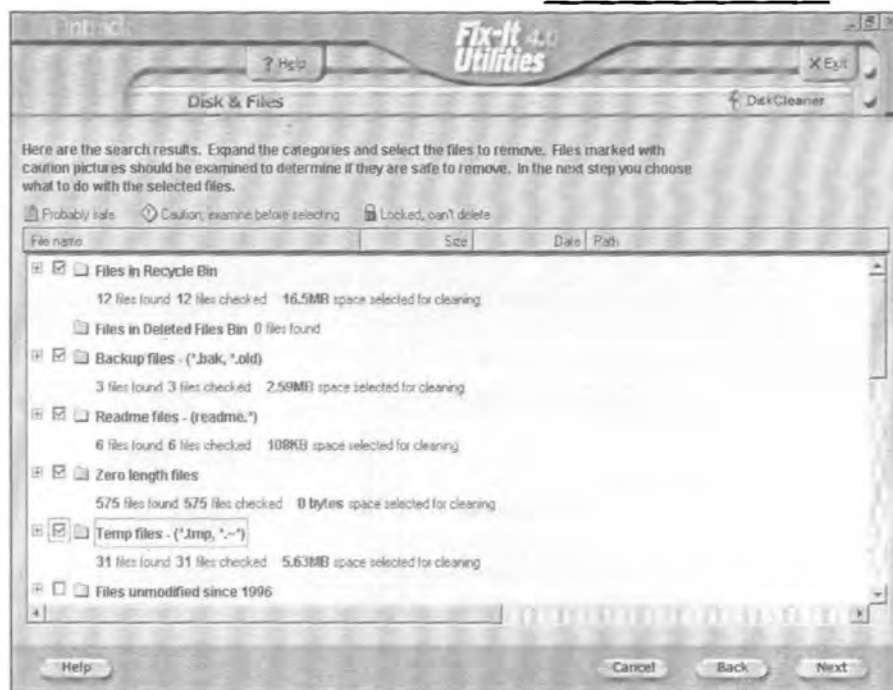 Ontrack
Fix-It 4.0
Utilities
? Help
X Exit
Disk & Files
DiskCleaner
Here are the search results. Expand the categories and select the files to remove. Files marked with
caution pictures should be examined to determine if they are safe to remove. In the next step you choose
what to do with the selected files.
Probably safe Caution, examine before selecting Locked, can't delete
File name Size Date Path
Files in Recycle Bin
12 files found 12 files checked 16.5MB space selected for cleaning
Files in Deleted Files Bin 0 files found
Backup files - (*.bak, *.old)
3 files found 3 files checked 2.59MB space selected for cleaning
Readme files - (readme.*)
6 files found 6 files checked 108KB space selected for cleaning
Zero length files
575 files found 575 files checked 0 bytes space selected for cleaning
Temp files - (*.tmp, *.~*)
31 files found 31 files checked 5.63MB space selected for cleaning
Files unmodified since 1996
Help Cancel Back Next